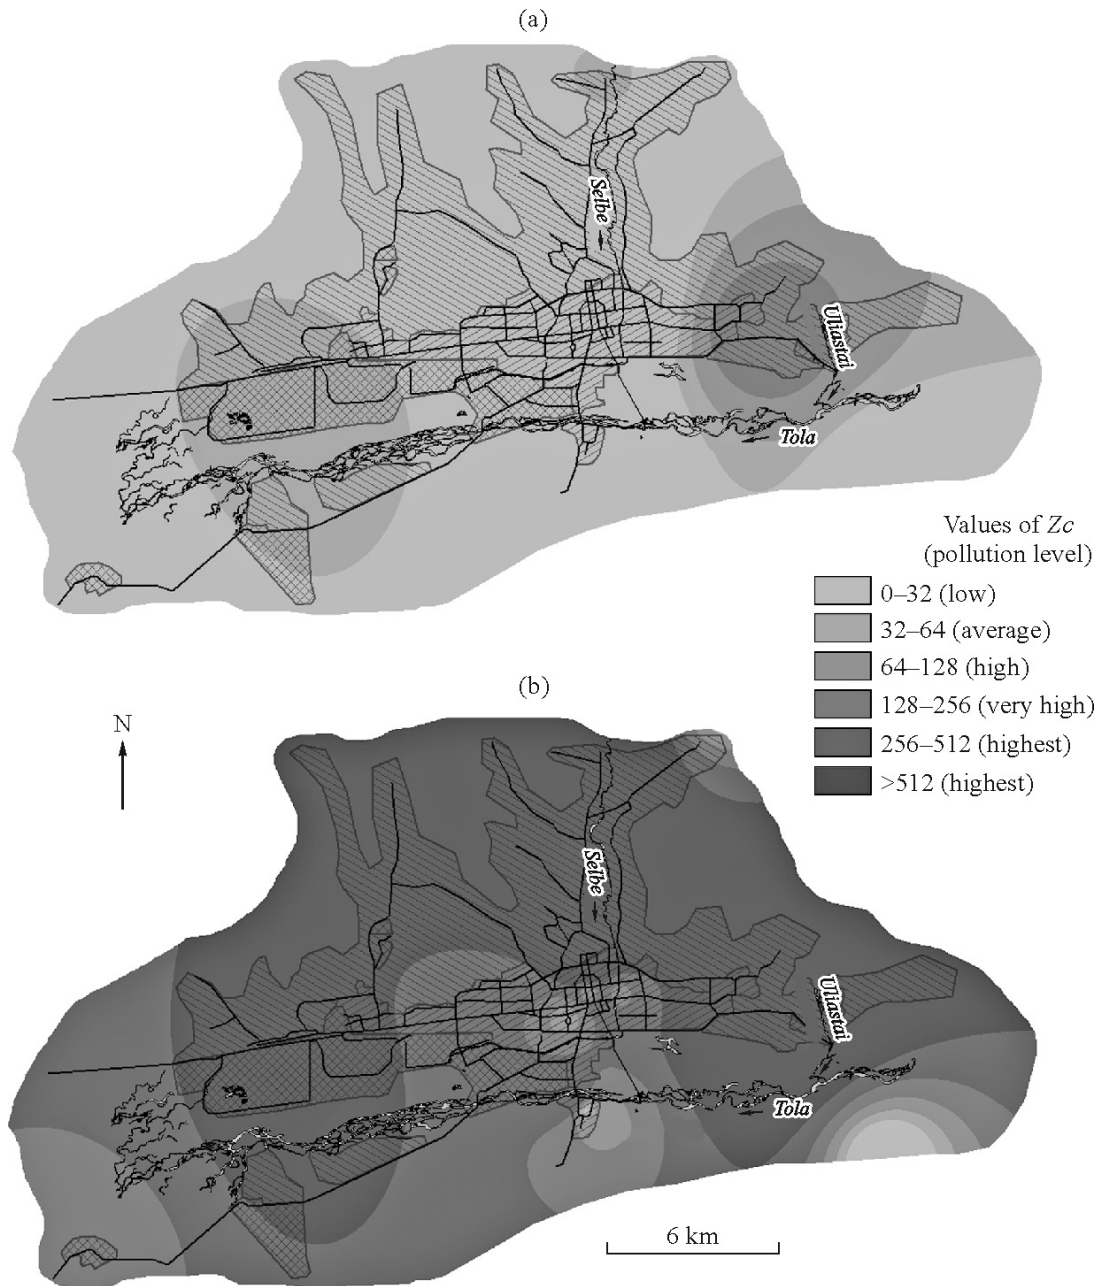 (a)
Selbe
Uliastai
Tola
Values of Zc
(pollution level)
0–32 (low)
32–64 (average)
64–128 (high)
128–256 (very high)
256–512 (highest)
>512 (highest)
(b)
N
Selbe
Uliastai
Tola
6 km